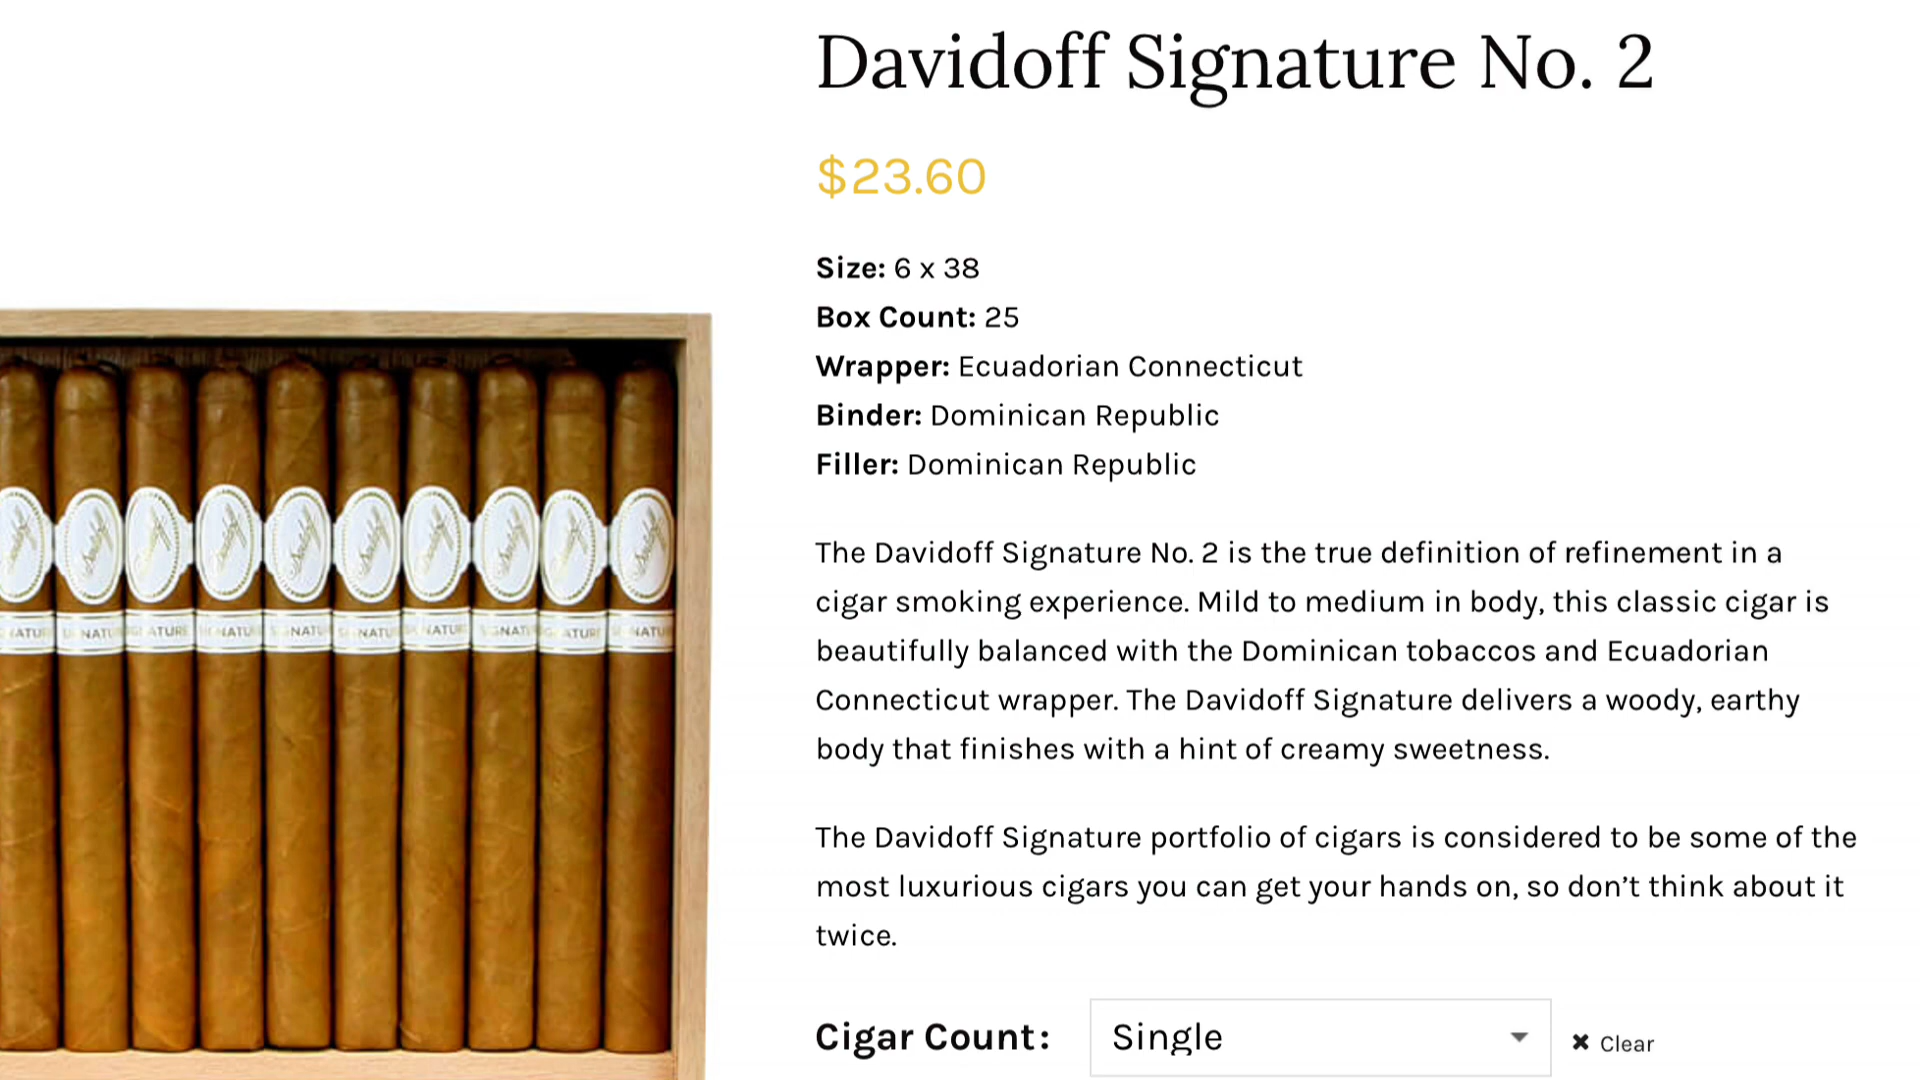 Davidoff Signature No. 2
$23.60
Size: 6 x 38
Box Count: 25
Wrapper: Ecuadorian Connecticut
Binder: Dominican Republic
Filler: Dominican Republic
The Davidoff Signature No. 2 is the true definition of refinement in a
cigar smoking experience. Mild to medium in body, this classic cigar is
beautifully balanced with the Dominican tobaccos and Ecuadorian
Connecticut wrapper. The Davidoff Signature delivers a woody, earthy
body that finishes with a hint of creamy sweetness.
The Davidoff Signature portfolio of cigars is considered to be some of the
most luxurious cigars you can get your hands on, so don’t think about it
twice.
Cigar Count: Single ✖ Clear